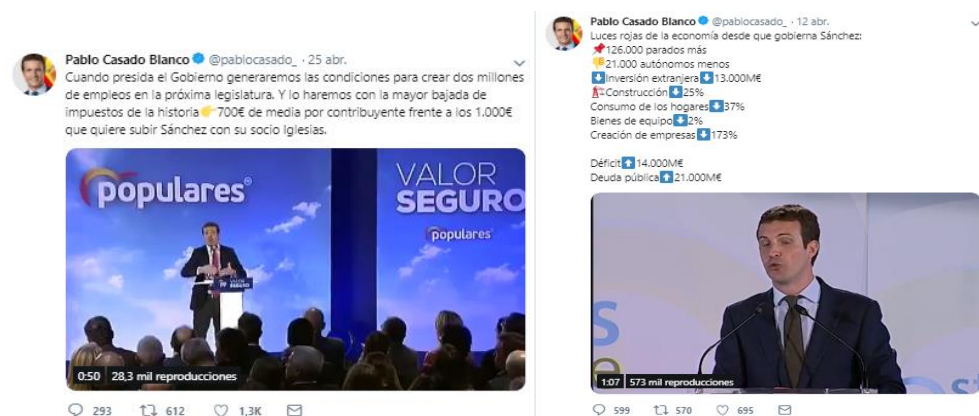 Pablo Casado Blanco @pablocasado_ · 25 abr.
Cuando presida el Gobierno generaremos las condiciones para crear dos millones
de empleos en la próxima legislatura. Y lo haremos con la mayor bajada de
impuestos de la historia👉700€ de media por contribuyente frente a los 1.000€
que quiere subir Sánchez con su socio Iglesias.
populares
VALOR
SEGURO
populares
VALOR
SEGURO
0:50 28,3 mil reproducciones
293 612 1,3K
Pablo Casado Blanco @pablocasado_ · 12 abr.
Luces rojas de la economía desde que gobierna Sánchez:
📌126.000 parados más
👎21.000 autónomos menos
⬇Inversión extranjera⬇13.000M€
🏗Construcción⬇25%
Consumo de los hogares⬇37%
Bienes de equipo⬇2%
Creación de empresas⬇173%
Déficit⬆14.000M€
Deuda pública⬆21.000M€
1:07 573 mil reproducciones
599 570 695